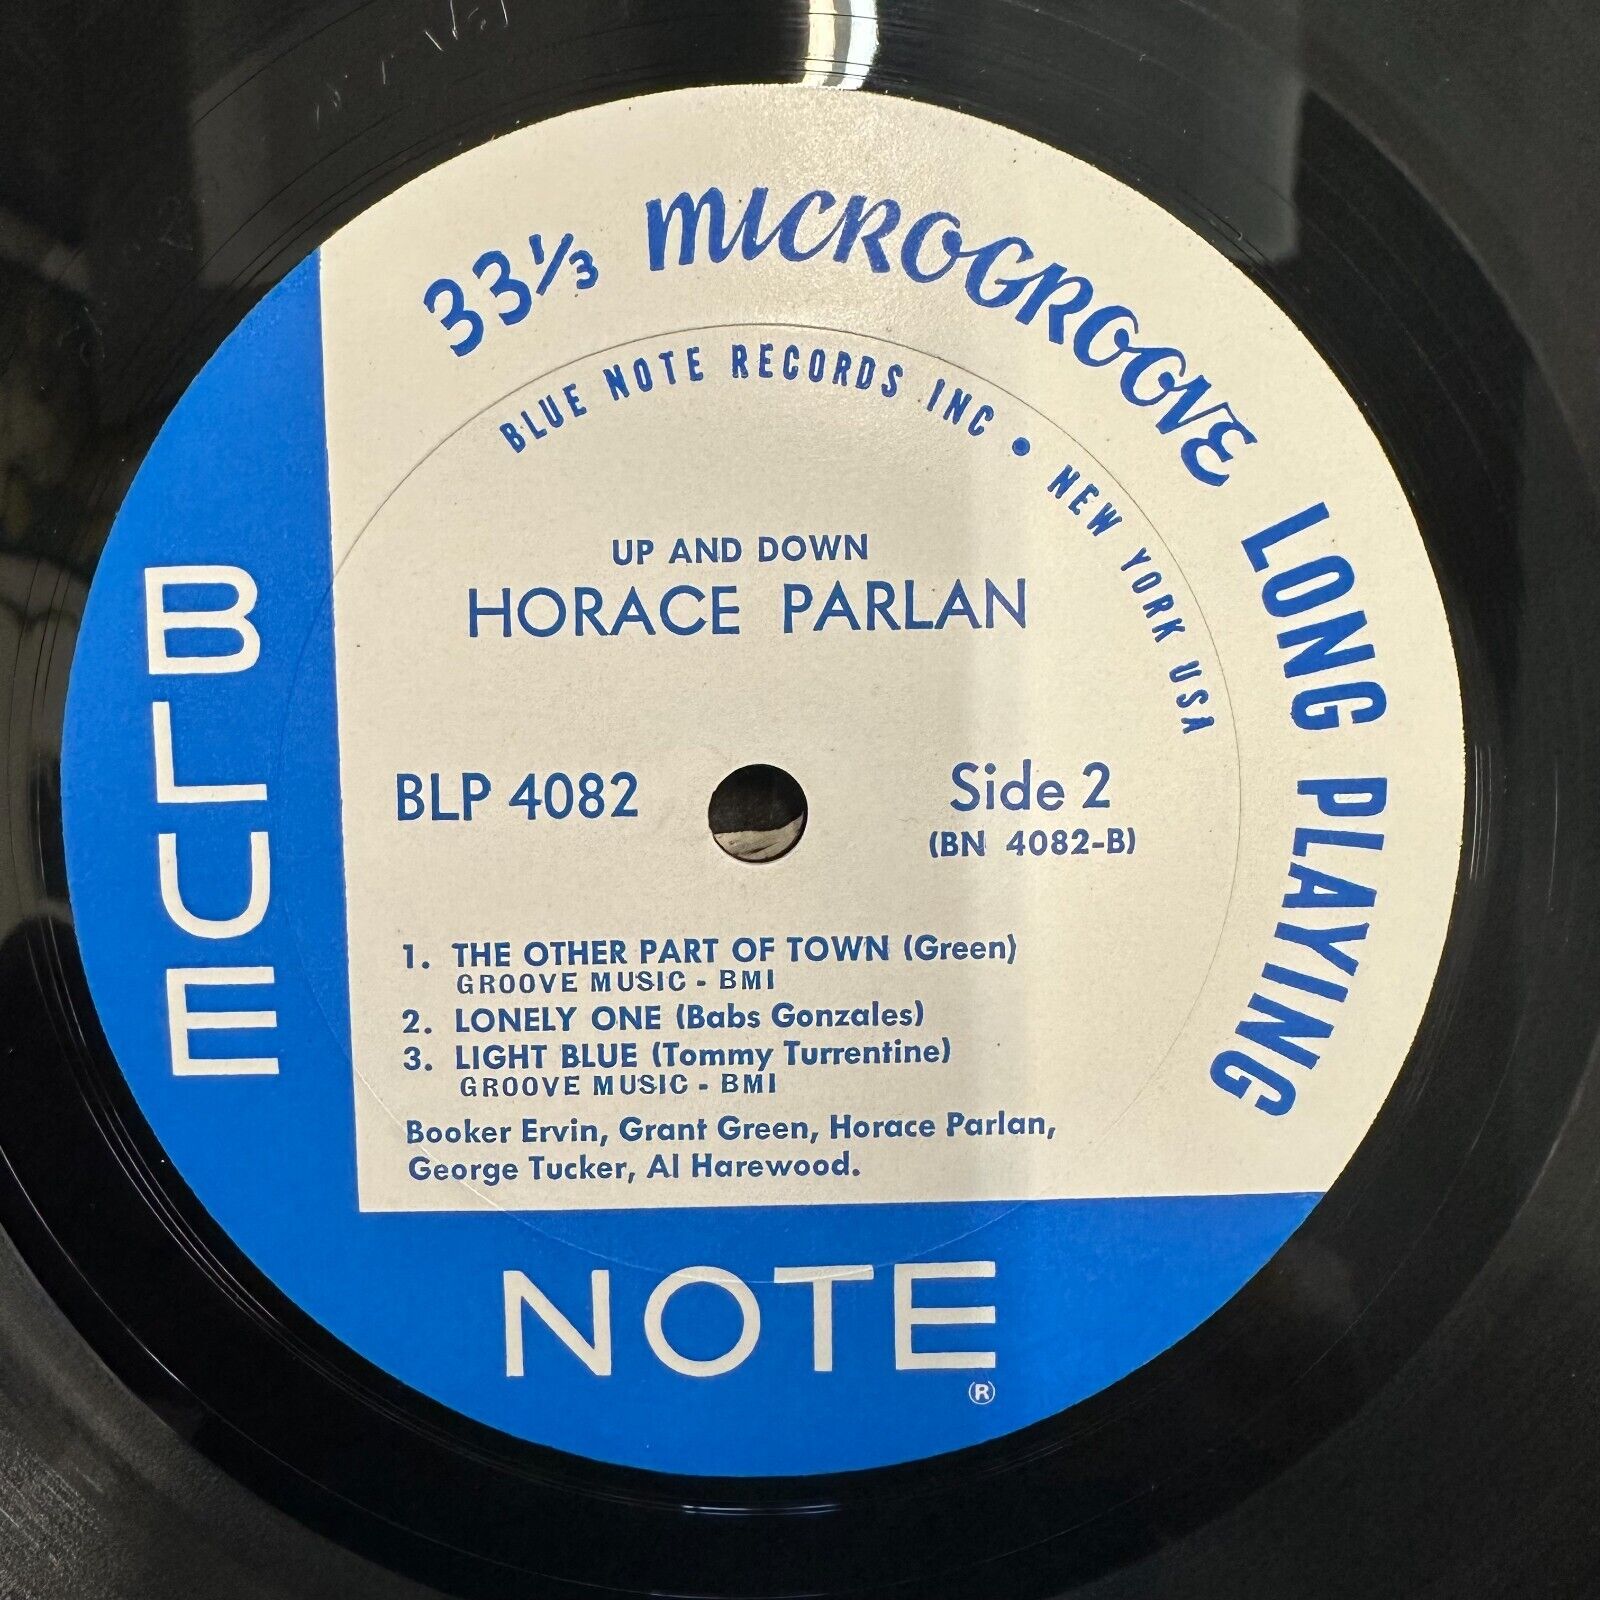 33⅓ MICROGROOVE LONG PLAYING
BLUE NOTE RECORDS INC • NEW YORK USA
UP AND DOWN
HORACE PARLAN
BLP 4082
Side 2
(BN 4082-B)
1. THE OTHER PART OF TOWN (Green)
GROOVE MUSIC - BMI
2. LONELY ONE (Babs Gonzales)
3. LIGHT BLUE (Tommy Turrentine)
GROOVE MUSIC - BMI
Booker Ervin, Grant Green, Horace Parlan,
George Tucker, Al Harewood.
BLUE
NOTE
®